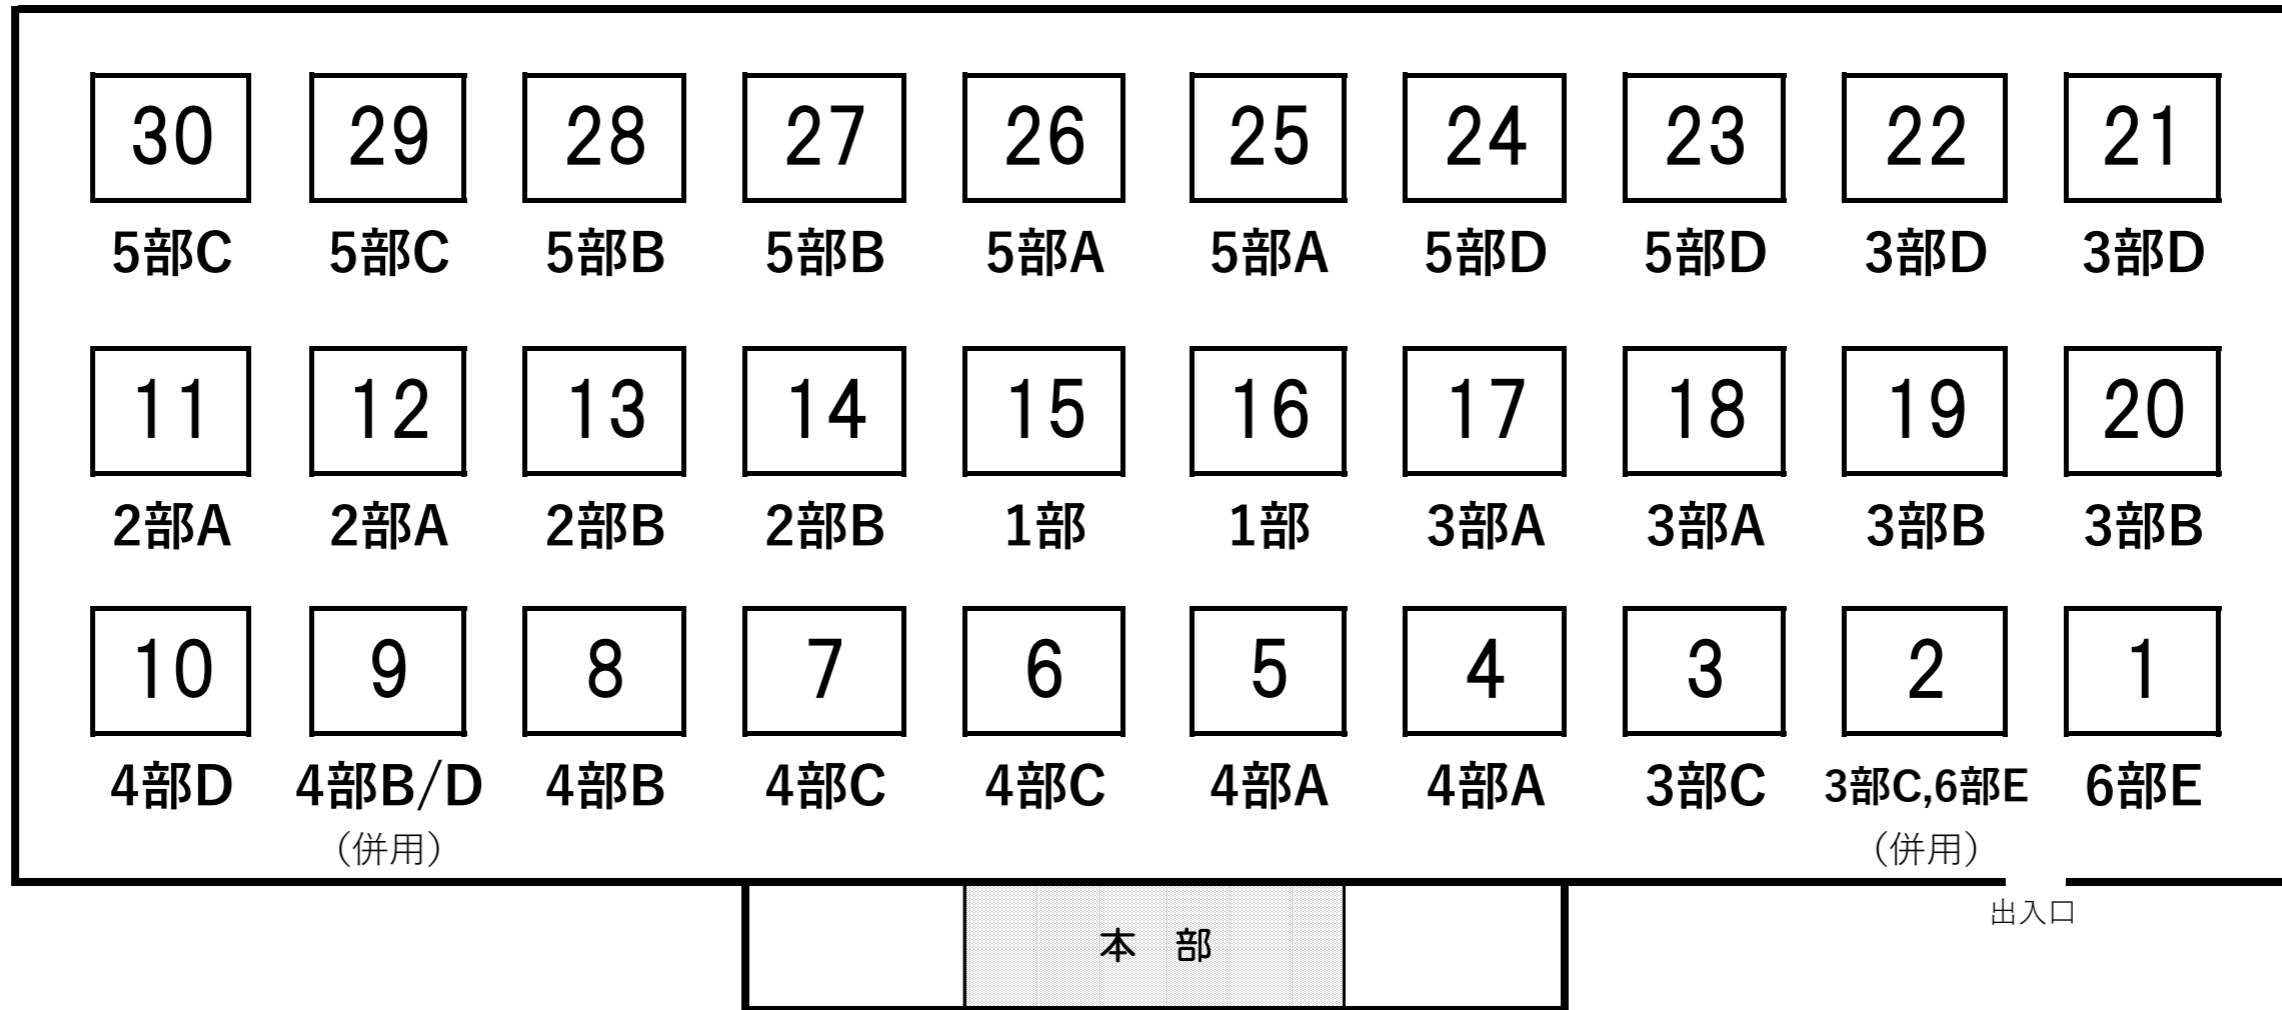 30 29 28 27 26 25 24 23 22 21
5部C 5部C 5部B 5部B 5部A 5部A 5部D 5部D 3部D 3部D
11 12 13 14 15 16 17 18 19 20
2部A 2部A 2部B 2部B 1部 1部 3部A 3部A 3部B 3部B
10 9 8 7 6 5 4 3 2 1
4部D 4部B/D 4部B 4部C 4部C 4部A 4部A 3部C 3部C,6部E 6部E
（併用） （併用）
出入口
本 部